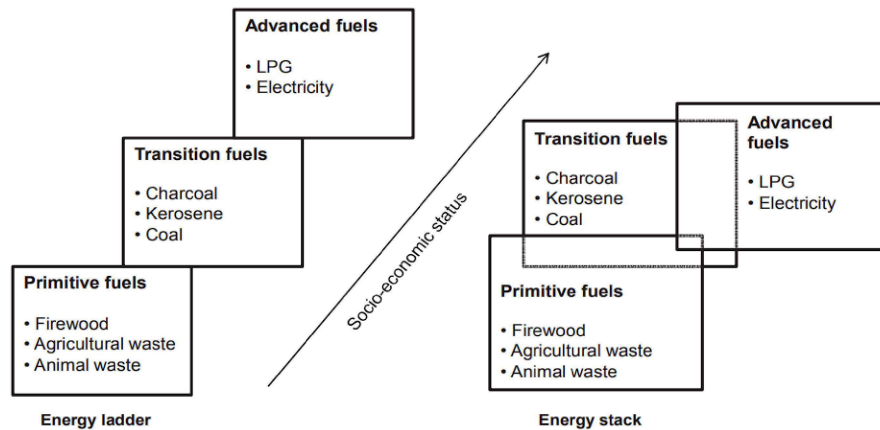 Advanced fuels
• LPG
• Electricity
Transition fuels
• Charcoal
• Kerosene
• Coal
Primitive fuels
• Firewood
• Agricultural waste
• Animal waste
Energy ladder
Socio-economic status
Transition fuels
• Charcoal
• Kerosene
• Coal
Advanced
fuels
• LPG
• Electricity
Primitive fuels
• Firewood
• Agricultural waste
• Animal waste
Energy stack